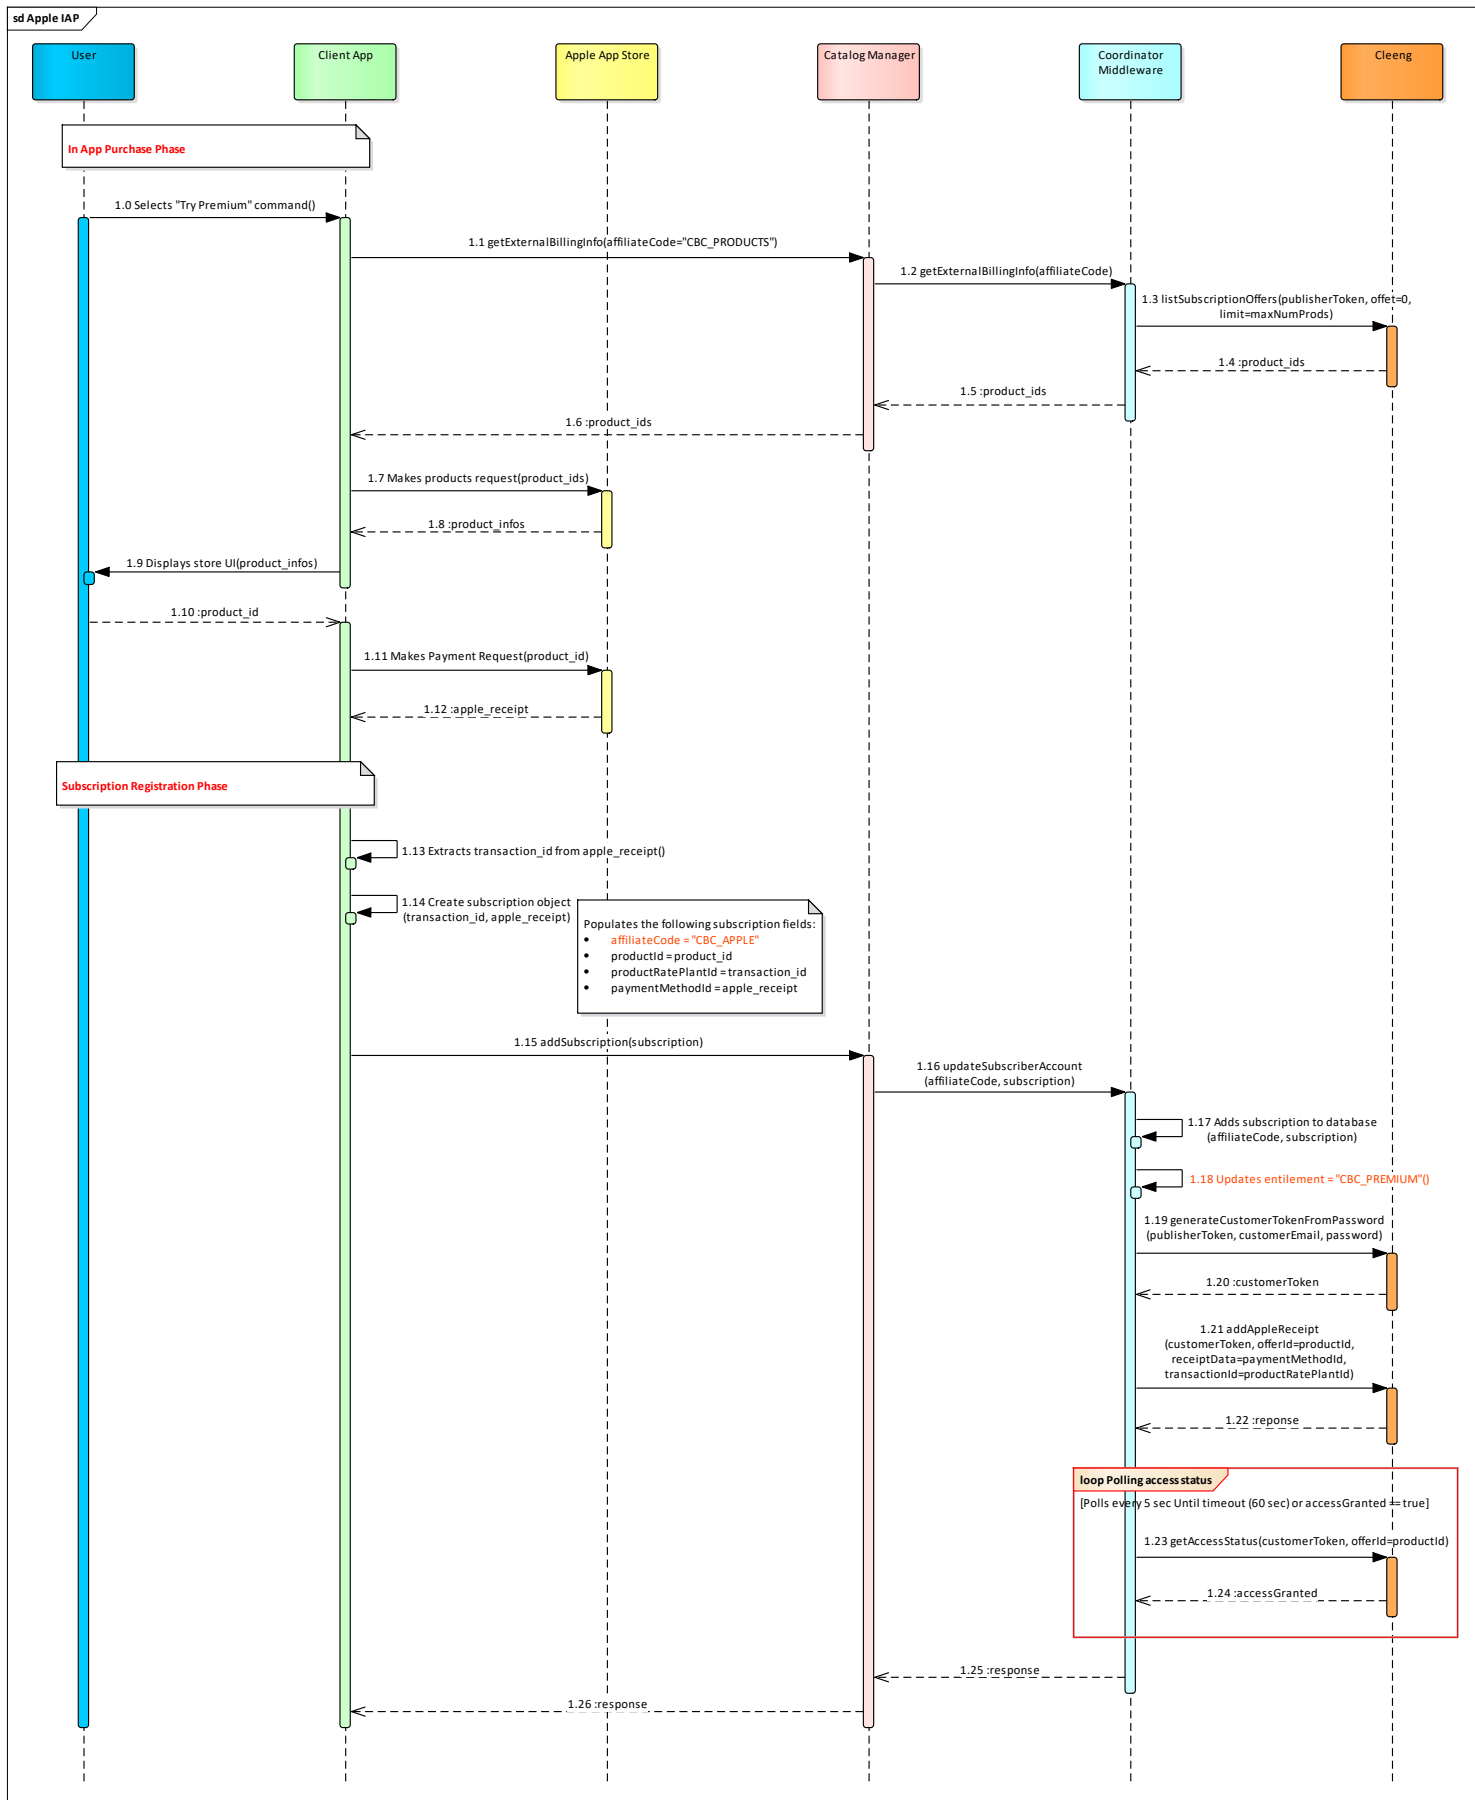 sd Apple IAP
User
Client App
Apple App Store
Catalog Manager
Coordinator
Middleware
Cleeng
In App Purchase Phase
1.0 Selects "Try Premium" command()
1.1 getExternalBillingInfo(affiliateCode="CBC_PRODUCTS")
1.2 getExternalBillingInfo(affiliateCode)
1.3 listSubscriptionOffers(publisherToken, offet=0,
limit=maxNumProds)
1.4 :product_ids
1.5 :product_ids
1.6 :product_ids
1.7 Makes products request(product_ids)
1.8 :product_infos
1.9 Displays store UI(product_infos)
1.10 :product_id
1.11 Makes Payment Request(product_id)
1.12 :apple_receipt
Subscription Registration Phase
1.13 Extracts transaction_id from apple_receipt()
1.14 Create subscription object
(transaction_id, apple_receipt)
Populates the following subscription fields:
• affiliateCode = "CBC_APPLE"
• productId = product_id
• productRatePlantId = transaction_id
• paymentMethodId = apple_receipt
1.15 addSubscription(subscription)
1.16 updateSubscriberAccount
(affiliateCode, subscription)
1.17 Adds subscription to database
(affiliateCode, subscription)
1.18 Updates entilement = "CBC_PREMIUM"()
1.19 generateCustomerTokenFromPassword
(publisherToken, customerEmail, password)
1.20 :customerToken
1.21 addAppleReceipt
(customerToken, offerId=productId,
receiptData=paymentMethodId,
transactionId=productRatePlantId)
1.22 :reponse
loop Polling access status
[Polls every 5 sec Until timeout (60 sec) or accessGranted == true]
1.23 getAccessStatus(customerToken, offerId=productId)
1.24 :accessGranted
1.25 :response
1.26 :response